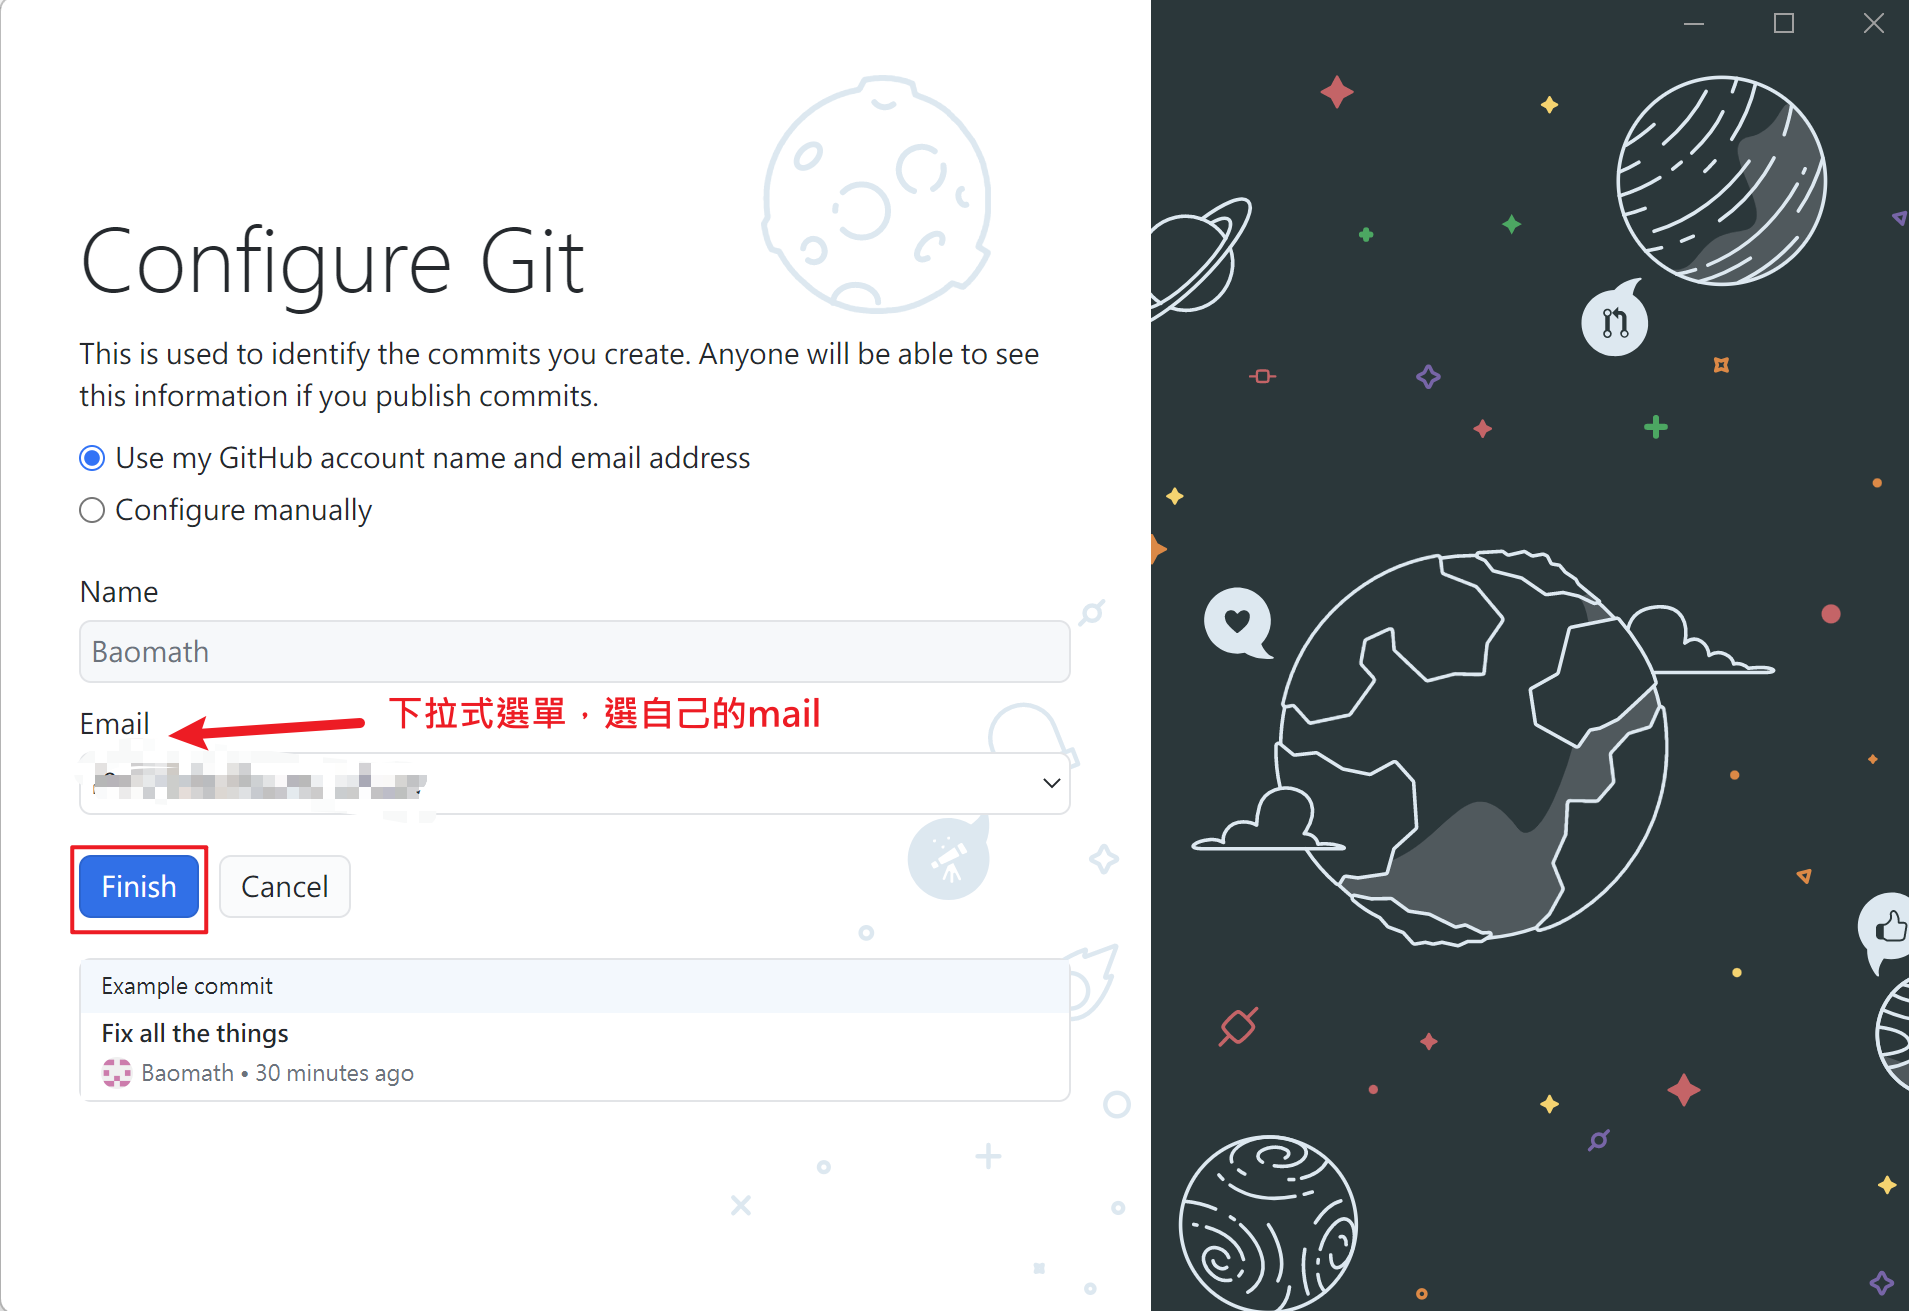 Configure Git
This is used to identify the commits you create. Anyone will be able to see
this information if you publish commits.
Use my GitHub account name and email address
Configure manually
Name
Baomath
Email
下拉式選單，選自己的mail
Finish
Cancel
Example commit
Fix all the things
Baomath • 30 minutes ago